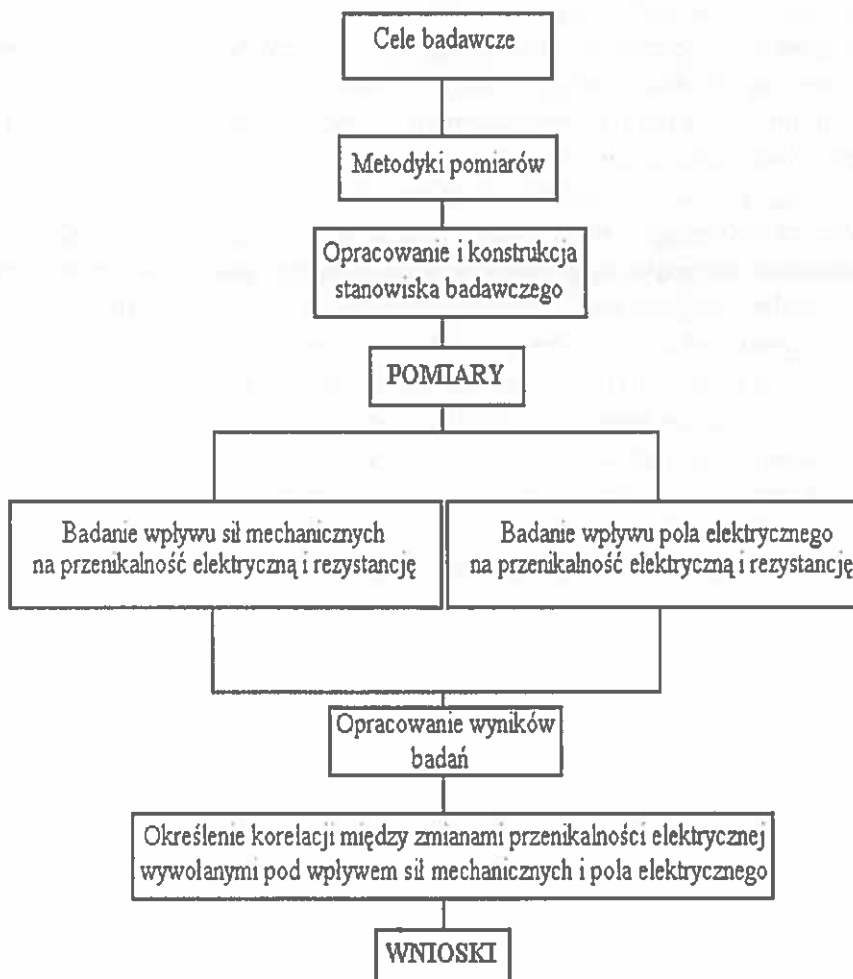 Cele badawcze
Metodyki pomiarów
Opracowanie i konstrukcja
stanowiska badawczego
POMIARY
Badanie wpływu sił mechanicznych
na przenikalność elektryczną i rezystancję
Badanie wpływu pola elektrycznego
na przenikalność elektryczną i rezystancję
Opracowanie wyników
badań
Określenie korelacji między zmianami przenikalności elektrycznej
wywołanymi pod wpływem sił mechanicznych i pola elektrycznego
WNIOSKI